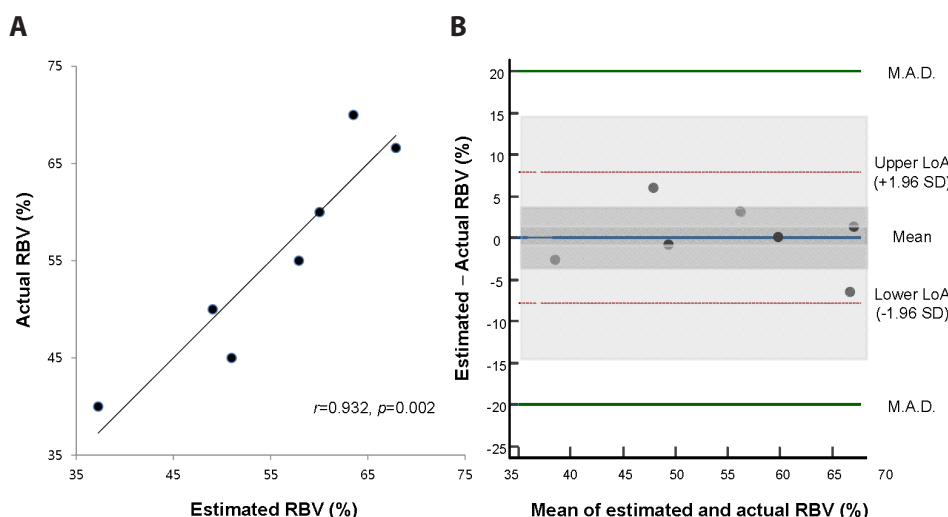 A
75
65
55
45
35
35
45
55
65
75
Actual RBV (%)
Estimated RBV (%)
r=0.932, p=0.002
B
20
15
10
5
0
-5
-10
-15
-20
-25
35
40
45
50
55
60
65
70
Estimated – Actual RBV (%)
Mean of estimated and actual RBV (%)
M.A.D.
Upper LoA
(+1.96 SD)
Mean
Lower LoA
(-1.96 SD)
M.A.D.